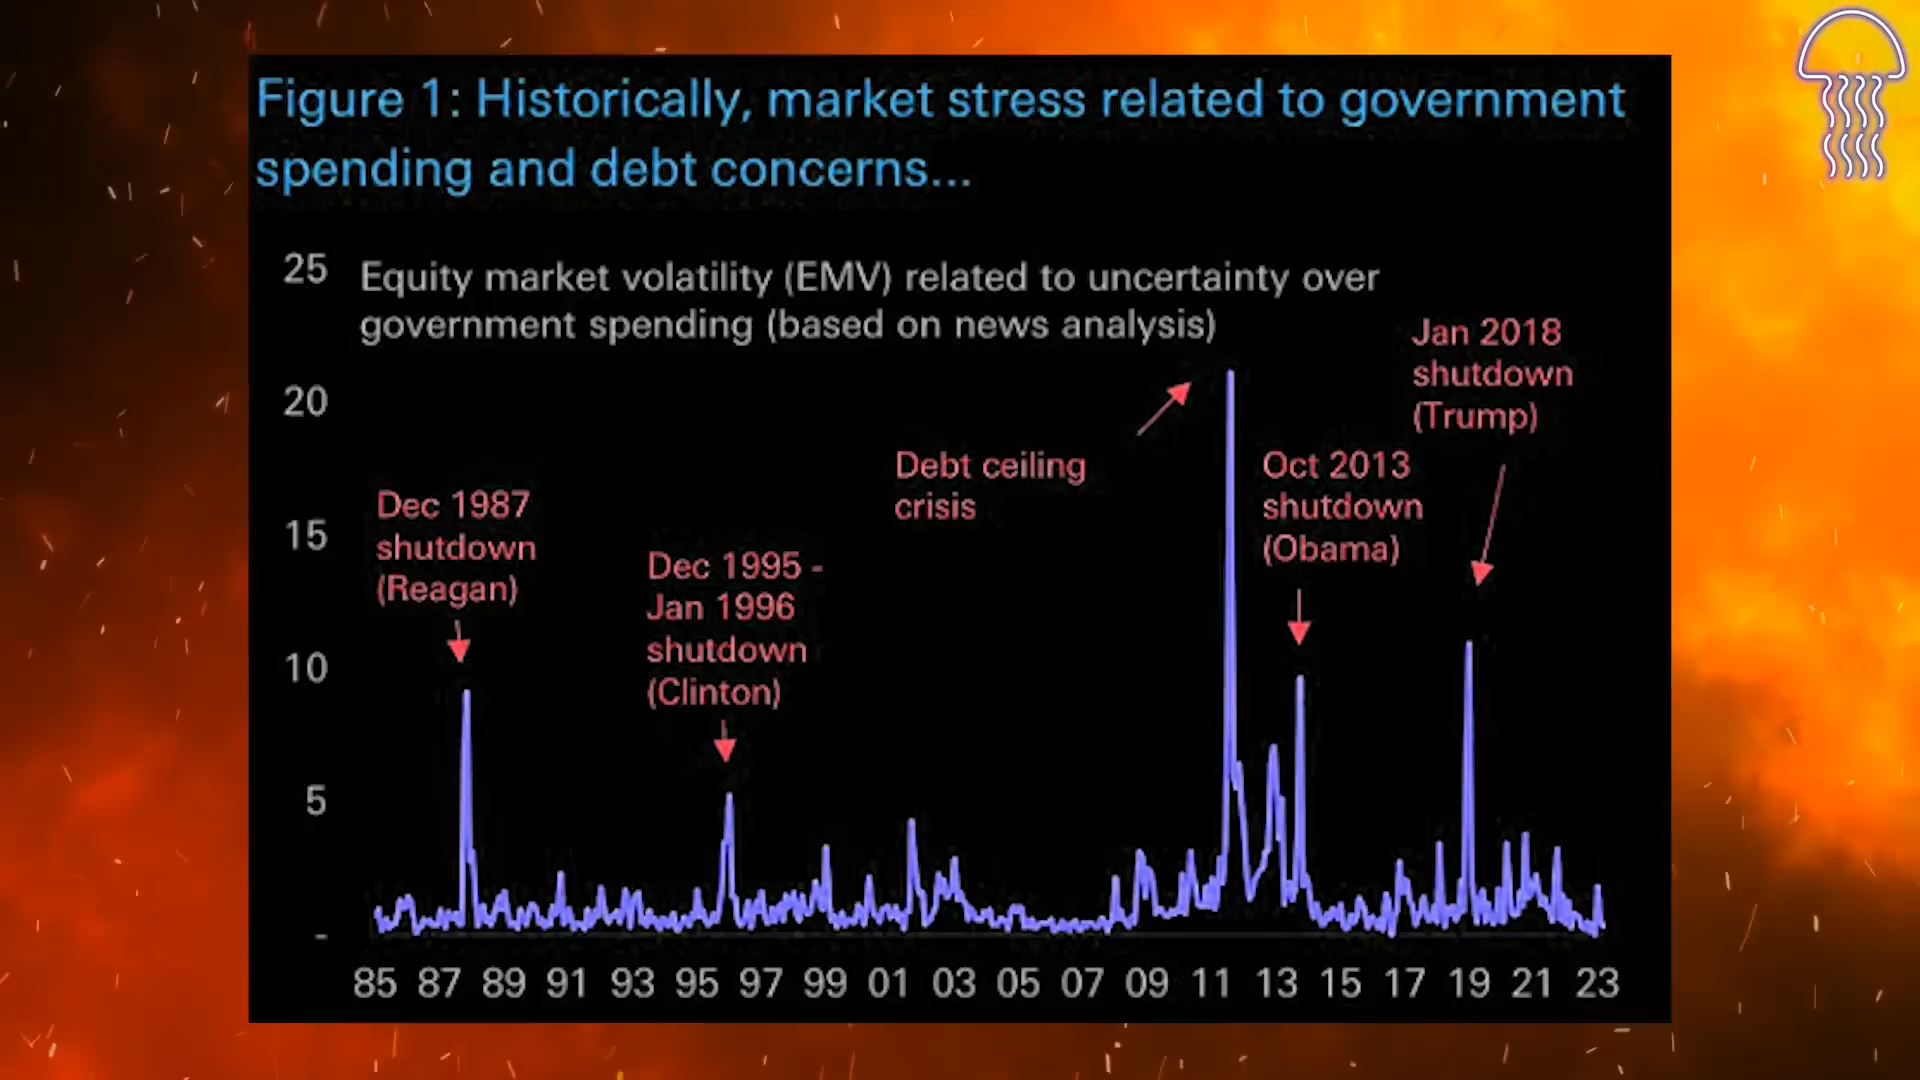 Figure 1: Historically, market stress related to government
spending and debt concerns...
25
Equity market volatility (EMV) related to uncertainty over
government spending (based on news analysis)
Jan 2018
shutdown
(Trump)
20
Debt ceiling
crisis
Oct 2013
shutdown
(Obama)
Dec 1987
shutdown
(Reagan)
15
Dec 1995 -
Jan 1996
shutdown
(Clinton)
10
5
-
85 87 89 91 93 95 97 99 01 03 05 07 09 11 13 15 17 19 21 23